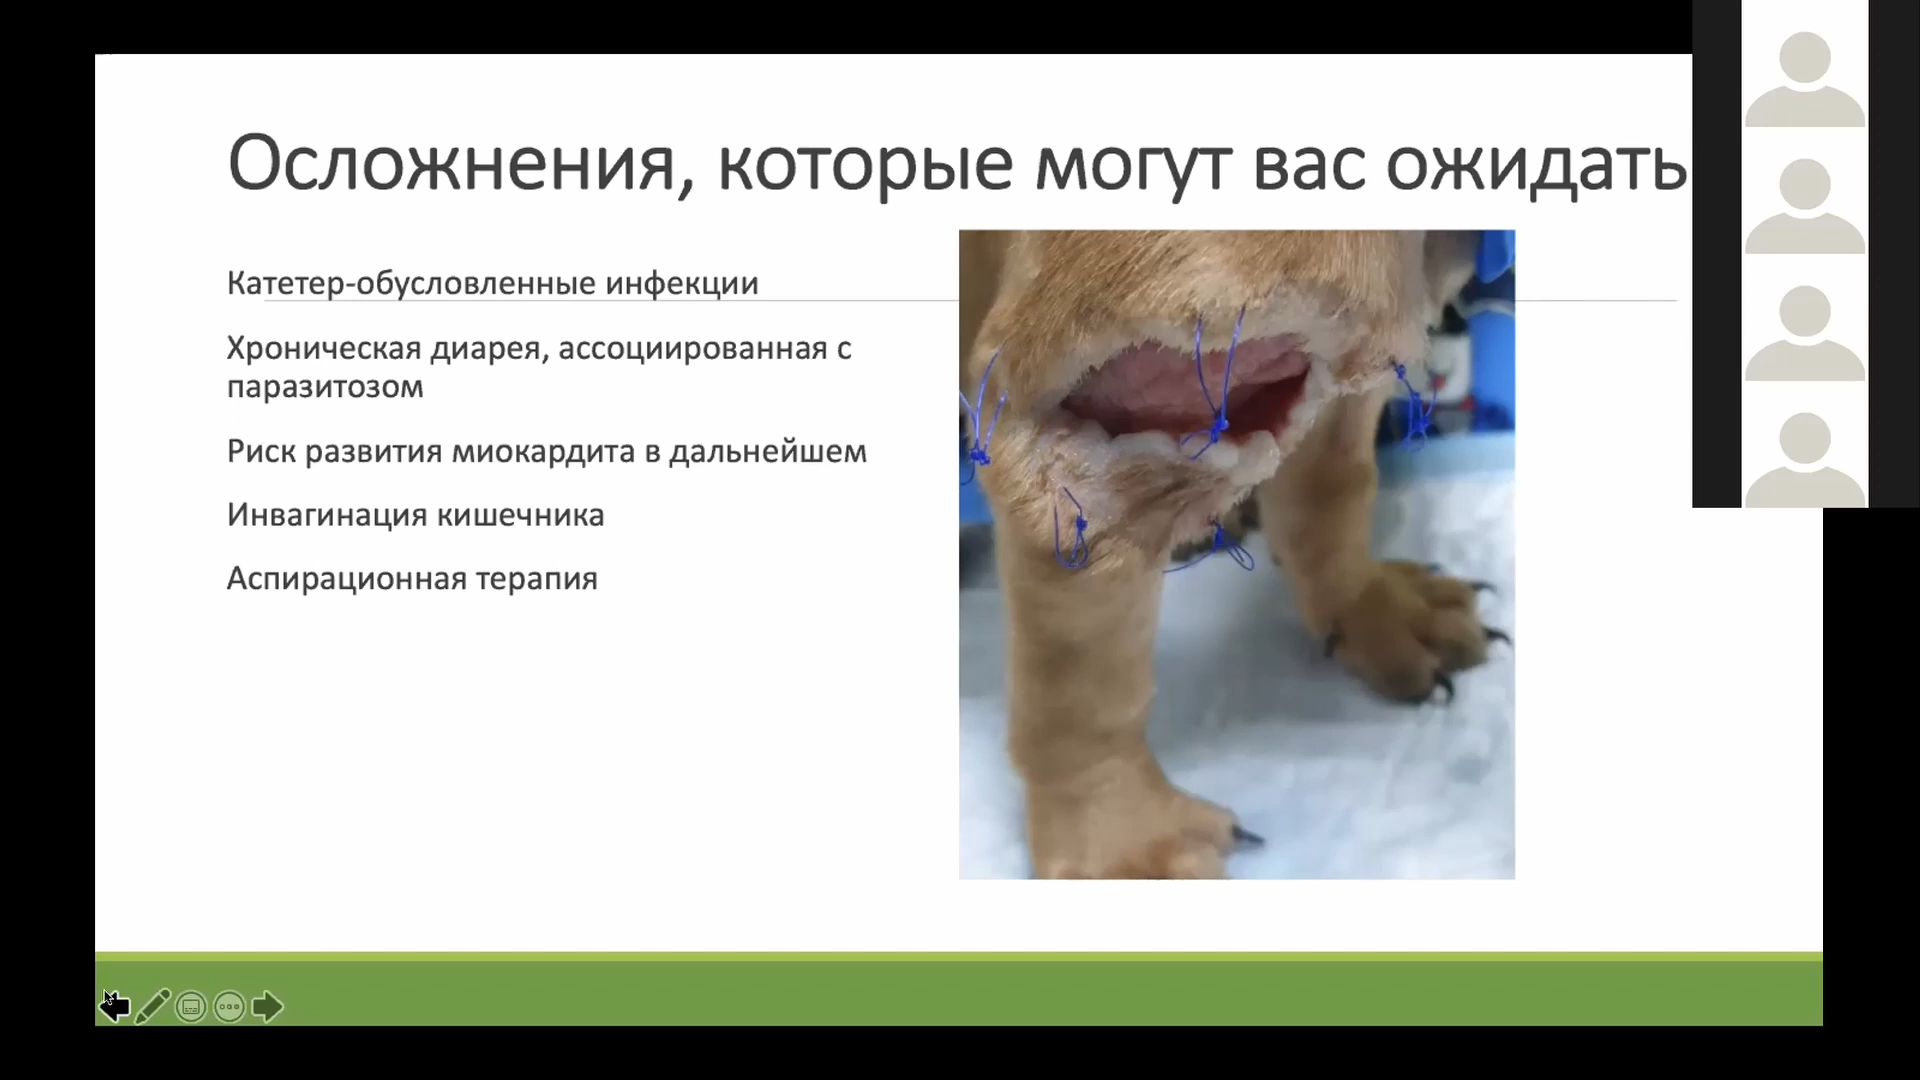 Осложнения, которые могут вас ожидать
Катетер-обусловленные инфекции
Хроническая диарея, ассоциированная с
паразитозом
Риск развития миокардита в дальнейшем
Инвагинация кишечника
Аспирационная терапия